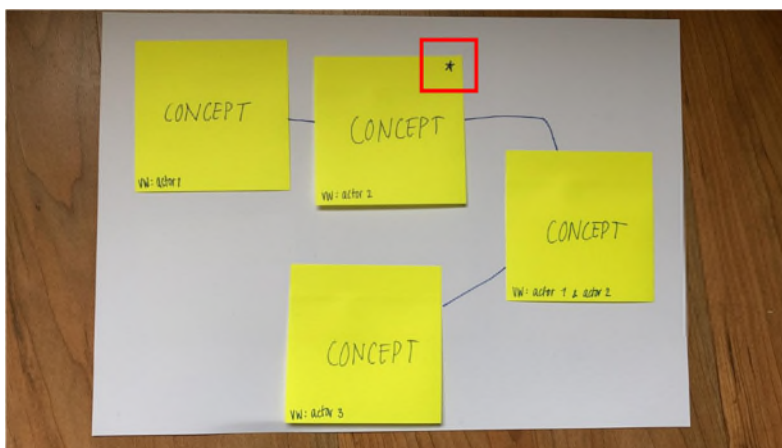 CONCEPT
VW: actor 1
*
CONCEPT
VW: actor 2
CONCEPT
VW: actor 1 & actor 2
CONCEPT
VW: actor 3